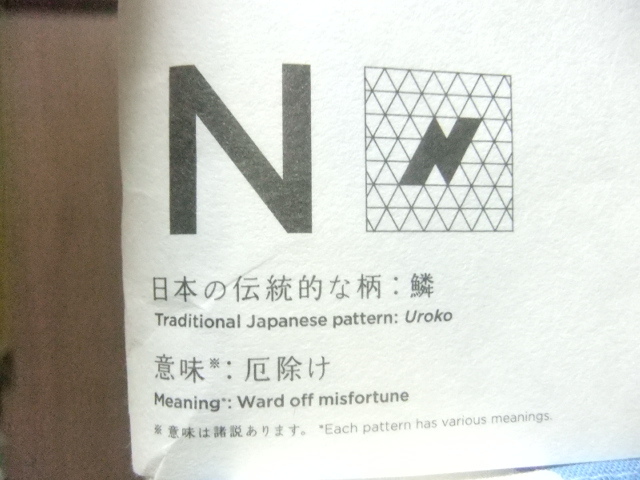 N
日本の伝統的な柄：鱗
Traditional Japanese pattern: Uroko
意味※：厄除け
Meaning*: Ward off misfortune
※意味は諸説あります。 *Each pattern has various meanings.